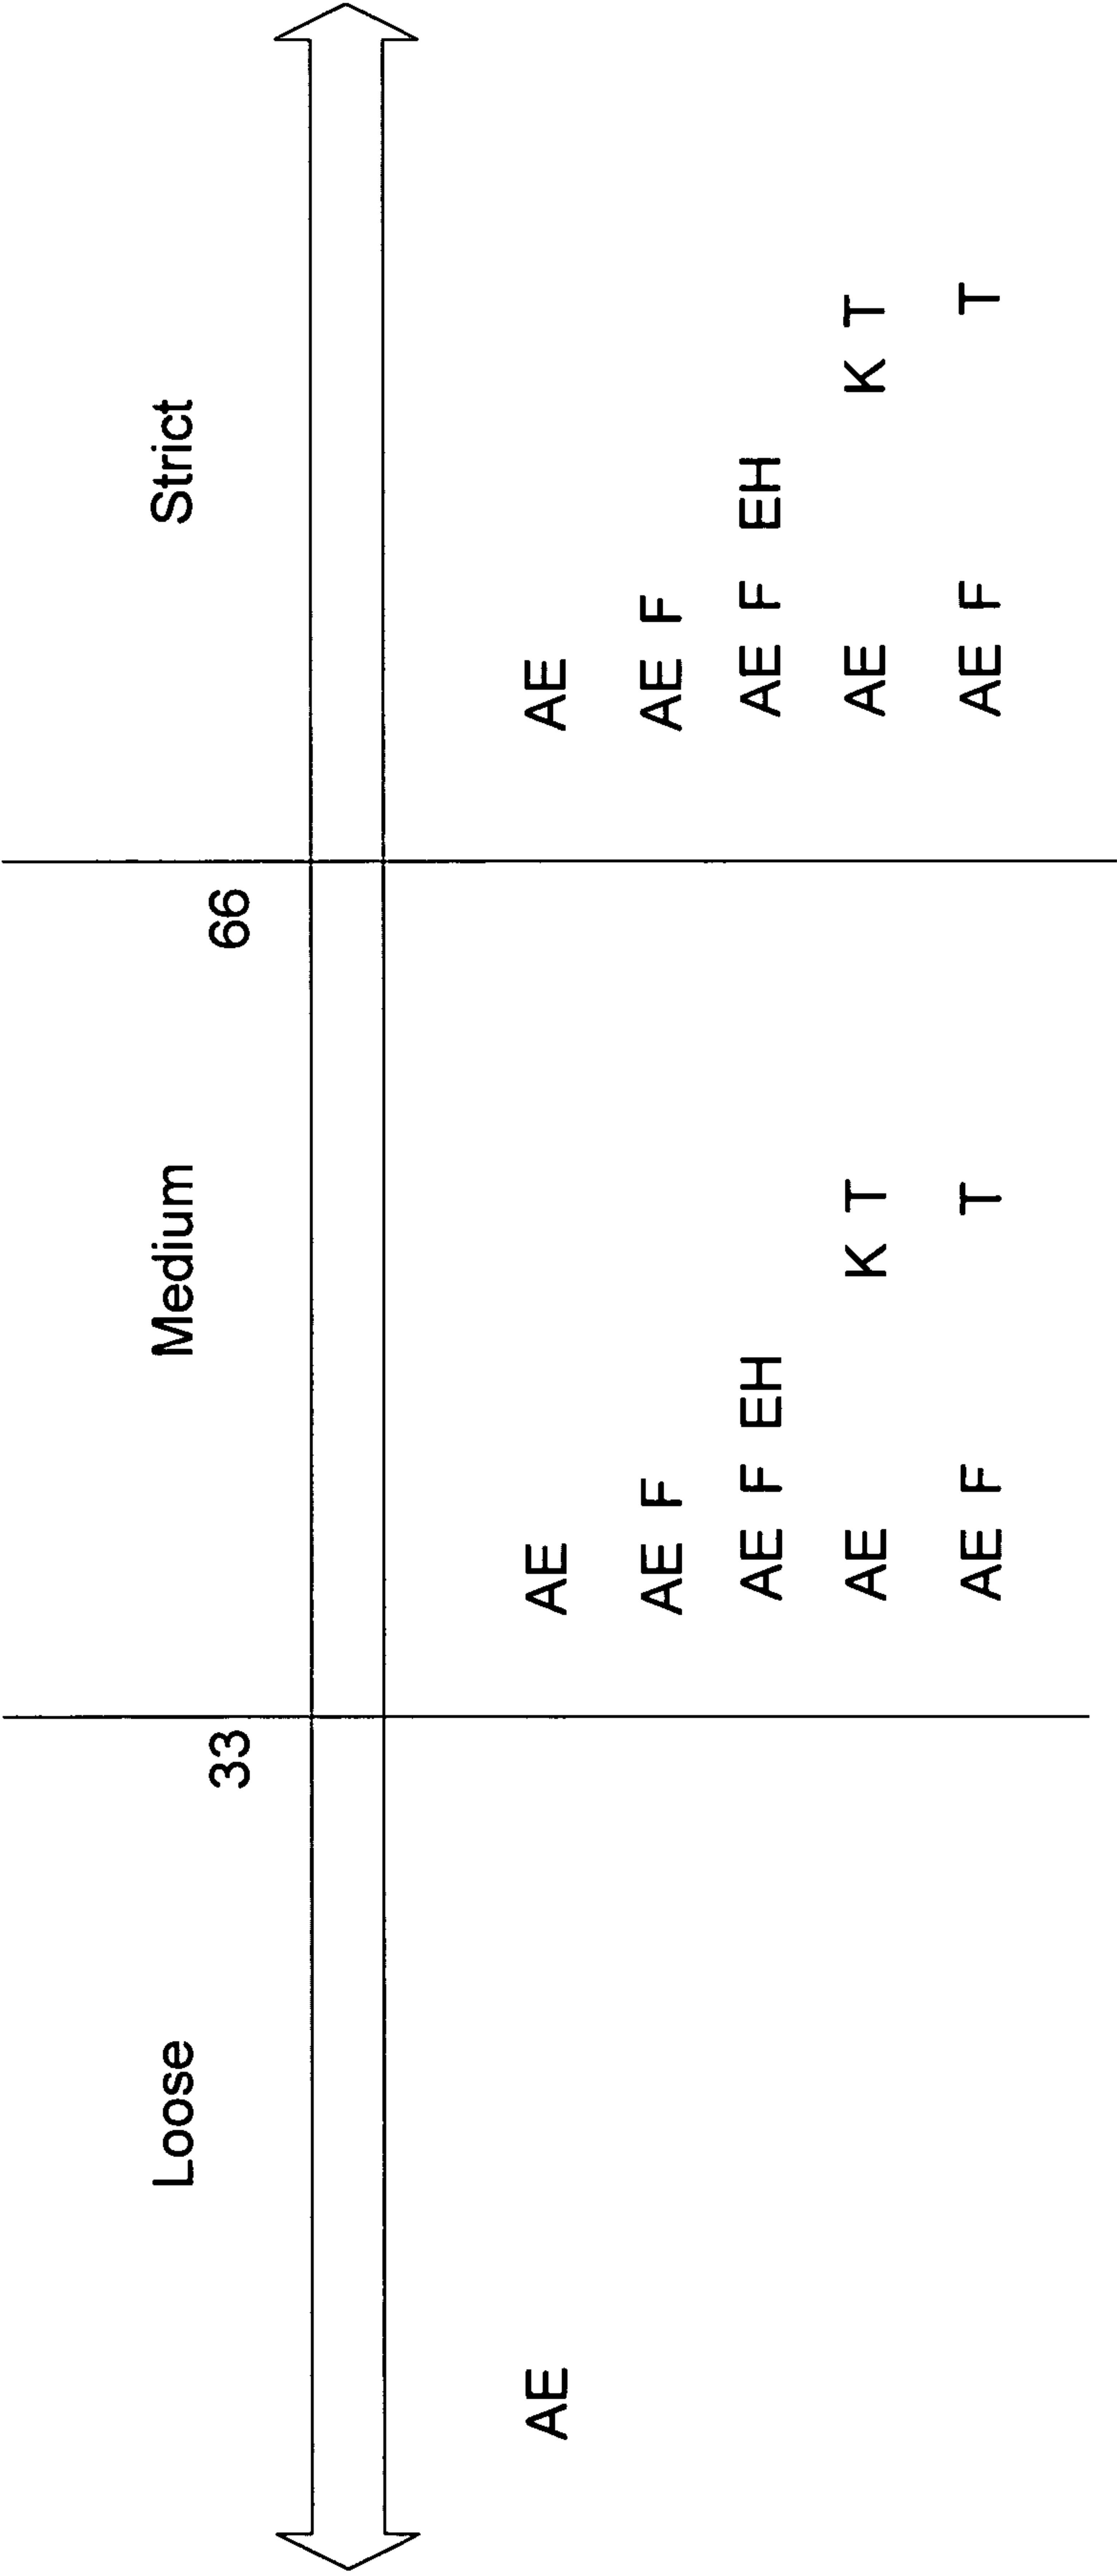 Loose Medium Strict
33 66
AE AE AE
AE F AE F
AE F EH AE F EH
AE K T AE K T
AE F T AE F T